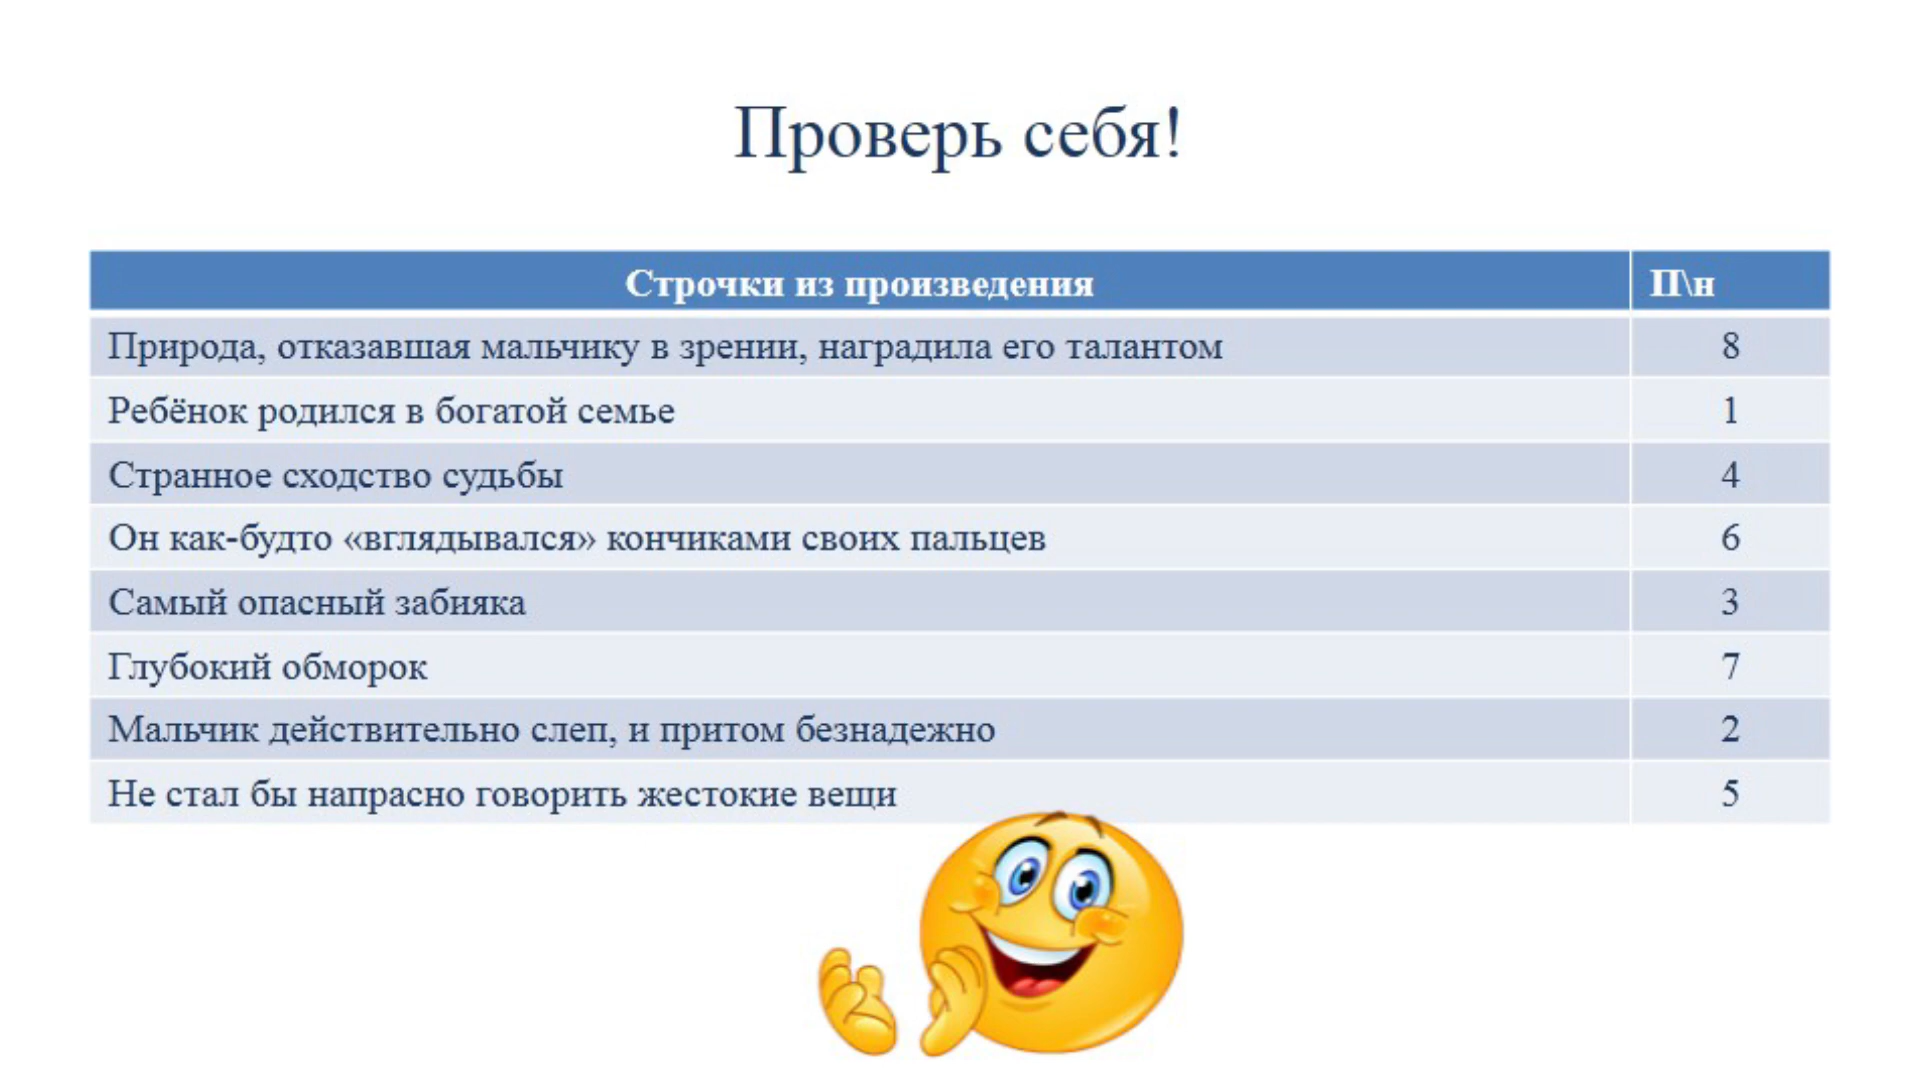 Проверь себя!
Строчки из произведения П\н
Природа, отказавшая мальчику в зрении, наградила его талантом 8
Ребёнок родился в богатой семье 1
Странное сходство судьбы 4
Он как-будто «вглядывался» кончиками своих пальцев 6
Самый опасный забияка 3
Глубокий обморок 7
Мальчик действительно слеп, и притом безнадежно 2
Не стал бы напрасно говорить жестокие вещи 5